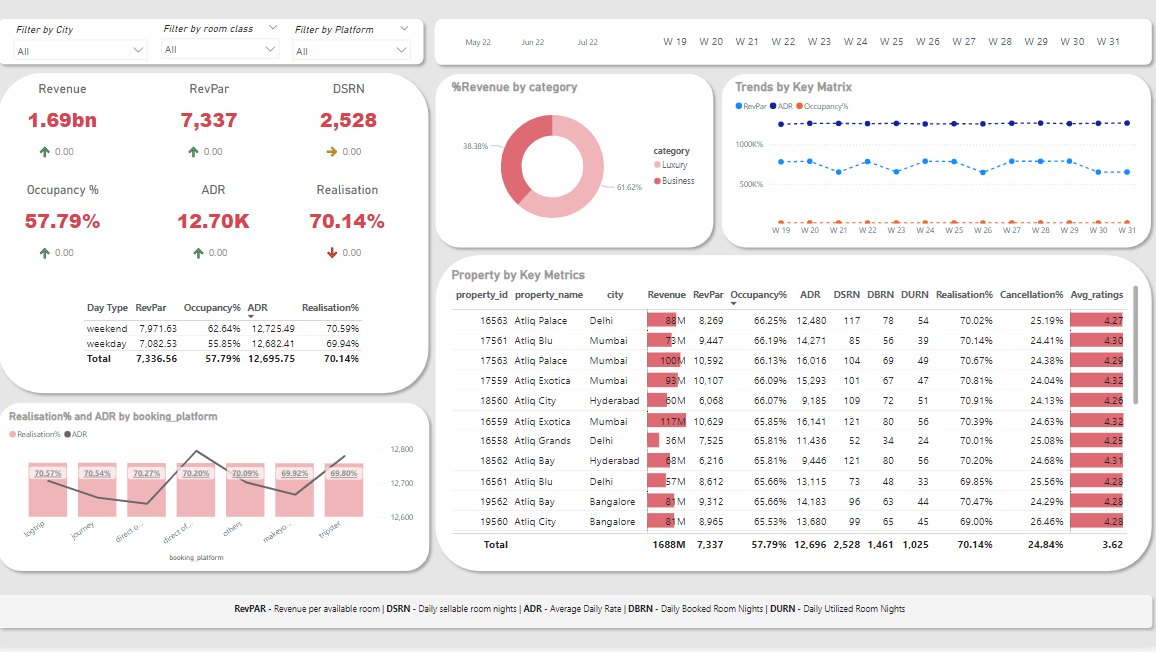 Filter by City
Filter by room class
Filter by Platform
All
All
All
May 22 Jun 22 Jul 22
W 19 W 20 W 21 W 22 W 23 W 24 W 25 W 26 W 27 W 28 W 29 W 30 W 31
Revenue RevPar DSRN
1.69bn 7,337 2,528
0.00 0.00 0.00
Occupancy % ADR Realisation
57.79% 12.70K 70.14%
0.00 0.00 0.00
Day Type RevPar Occupancy% ADR Realisation%
weekend 7,971.63 62.64% 12,725.49 70.59%
weekday 7,082.53 55.85% 12,682.41 69.94%
Total 7,336.56 57.79% 12,695.75 70.14%
%Revenue by category
38.38%
61.62%
category
Luxury
Business
Trends by Key Matrix
RevPar ADR Occupancy%
1000K%
500K%
W 19 W 20 W 21 W 22 W 23 W 24 W 25 W 26 W 27 W 28 W 29 W 30 W 31
Realisation% and ADR by booking_platform
Realisation% ADR
12,800
12,700
12,600
70.57% 70.54% 70.27% 70.20% 70.09% 69.92% 69.80%
logtrip journey direct o... direct of... others makeyo... tripster
booking_platform
Property by Key Metrics
property_id property_name city Revenue RevPar Occupancy% ADR DSRN DBRN DURN Realisation% Cancellation% Avg_ratings
16563 Atliq Palace Delhi 88M 8,269 66.25% 12,480 117 78 54 70.02% 25.19% 4.27
17561 Atliq Blu Mumbai 73M 9,447 66.19% 14,271 85 56 39 70.14% 24.41% 4.30
17563 Atliq Palace Mumbai 100M 10,592 66.13% 16,016 104 69 49 70.67% 24.38% 4.29
17559 Atliq Exotica Mumbai 93M 10,107 66.09% 15,293 101 67 47 70.81% 24.04% 4.32
18560 Atliq City Hyderabad 60M 6,068 66.07% 9,185 109 72 51 70.91% 24.13% 4.26
16559 Atliq Exotica Mumbai 117M 10,629 65.85% 16,141 121 80 56 70.39% 24.63% 4.32
16558 Atliq Grands Delhi 36M 7,525 65.81% 11,436 52 34 24 70.01% 25.08% 4.25
18562 Atliq Bay Hyderabad 68M 6,216 65.81% 9,446 121 80 56 70.20% 24.68% 4.31
16561 Atliq Blu Delhi 57M 8,612 65.66% 13,115 73 48 33 69.85% 25.56% 4.28
19562 Atliq Bay Bangalore 81M 9,312 65.66% 14,183 96 63 44 70.47% 24.29% 4.28
19560 Atliq City Bangalore 81M 8,965 65.53% 13,680 99 65 45 69.00% 26.46% 4.28
Total 1688M 7,337 57.79% 12,696 2,528 1,461 1,025 70.14% 24.84% 3.62
RevPAR - Revenue per available room | DSRN - Daily sellable room nights | ADR - Average Daily Rate | DBRN - Daily Booked Room Nights | DURN - Daily Utilized Room Nights